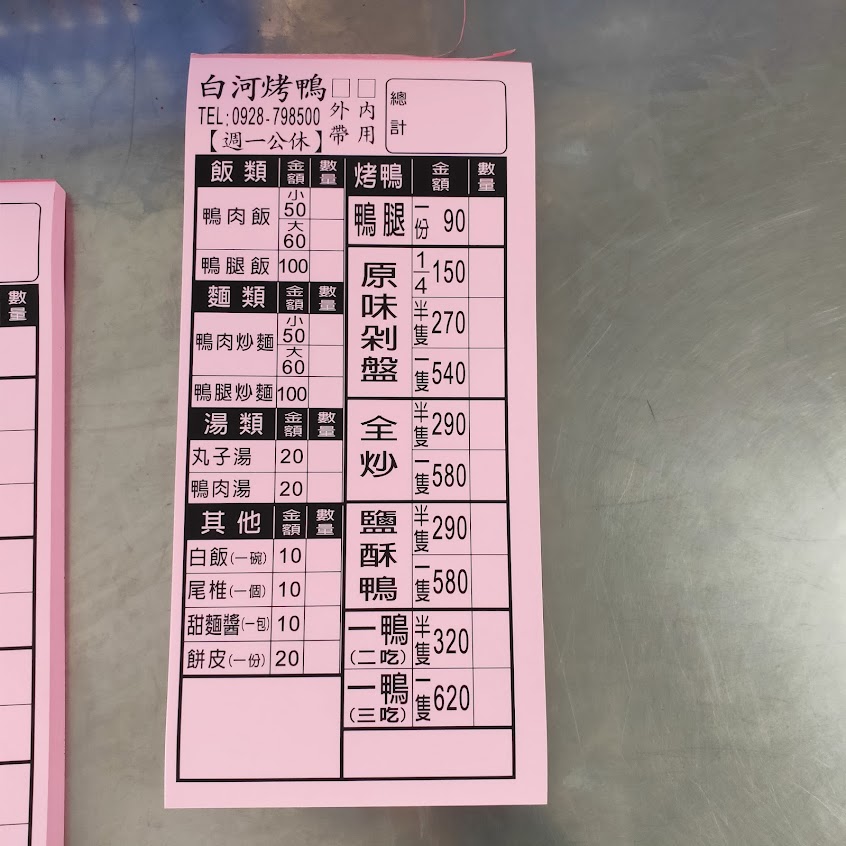 白河烤鴨 □外帶 □內用
TEL:0928-798500
【週一公休】
總計
飯類 金額 數量
鴨肉飯 小50
大60
鴨腿飯 100
麵類 金額 數量
鴨肉炒麵 小50
大60
鴨腿炒麵 100
湯類 金額 數量
丸子湯 20
鴨肉湯 20
其他 金額 數量
白飯(一碗) 10
尾椎(一個) 10
甜麵醬(一包) 10
餅皮(一份) 20
烤鴨 金額 數量
鴨腿 一份 90
原味剁盤 1/4 150
半隻 270
一隻 540
全炒 半隻 290
一隻 580
鹽酥鴨 半隻 290
一隻 580
一鴨(二吃) 半隻 320
一鴨(三吃) 一隻 620
數量